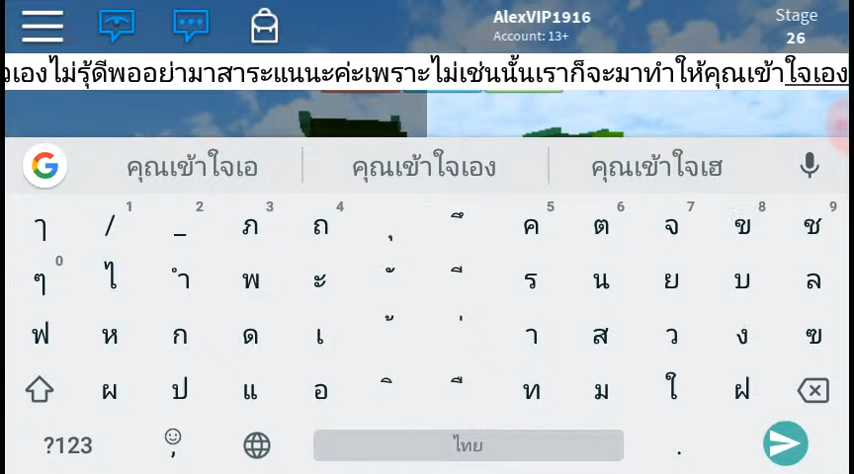 AlexVIP1916
Account: 13+
Stage
26
วเองไม่รุ้ดีพออย่ามาสาระแนนะค่ะเพราะไม่เช่นนั้นเราก็จะมาทำให้คุณเข้าใจเอง
คุณเข้าใจเอ คุณเข้าใจเอง คุณเข้าใจเฮ
ๅ / 1 _ 2 ภ 3 ถ 4 ุ ึ ค 5 ต 6 จ 7 ข 8 ช 9
ๆ 0 ไ ำ พ ะ ั ี ร น ย บ ล
ฟ ห ก ด เ ้ ่ า ส ว ง ฃ
ผ ป แ อ ิ ื ท ม ใ ฝ
?123 , ไทย .